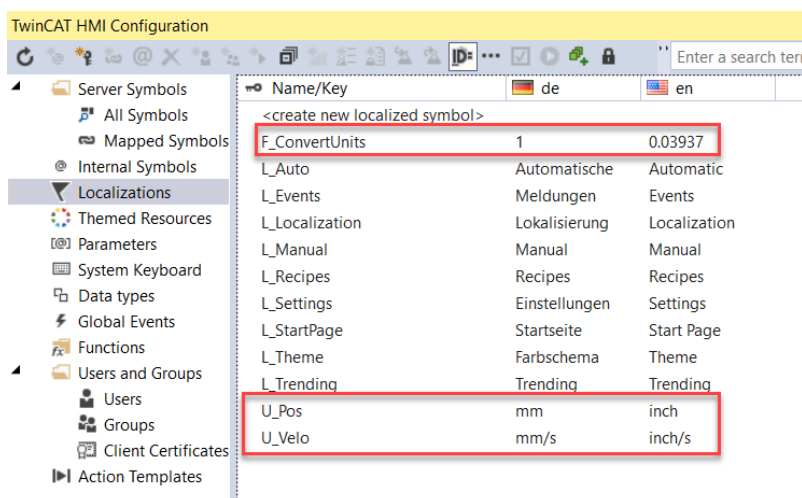 TwinCAT HMI Configuration
ID= ... Enter a search term
Server Symbols
All Symbols
Mapped Symbols
Internal Symbols
Localizations
Themed Resources
Parameters
System Keyboard
Data types
Global Events
Functions
Users and Groups
Users
Groups
Client Certificates
Action Templates
Name/Key de en
<create new localized symbol>
F_ConvertUnits 1 0.03937
L_Auto Automatische Automatic
L_Events Meldungen Events
L_Localization Lokalisierung Localization
L_Manual Manual Manual
L_Recipes Recipes Recipes
L_Settings Einstellungen Settings
L_StartPage Startseite Start Page
L_Theme Farbschema Theme
L_Trending Trending Trending
U_Pos mm inch
U_Velo mm/s inch/s